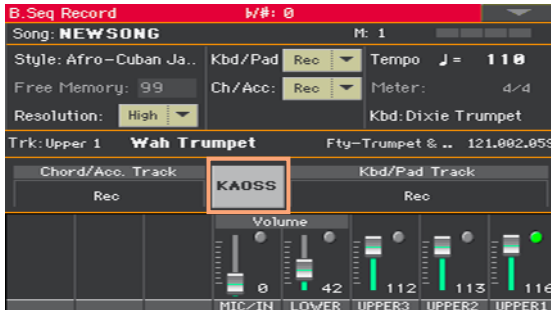 B.Seq Record ♭/#: 0
Song: NEWSONG M: 1
Style: Afro-Cuban Ja.. Kbd/Pad Rec Tempo ♩= 110
Free Memory: 99 Ch/Acc: Rec Meter: 4/4
Resolution: High Kbd: Dixie Trumpet
Trk: Upper 1 Wah Trumpet Fty-Trumpet & .. 121.002.059
Chord/Acc. Track KAOSS Kbd/Pad Track
Rec Rec
Volume
0 42 112 113 116
MIC/IN LOWER UPPER3 UPPER2 UPPER1